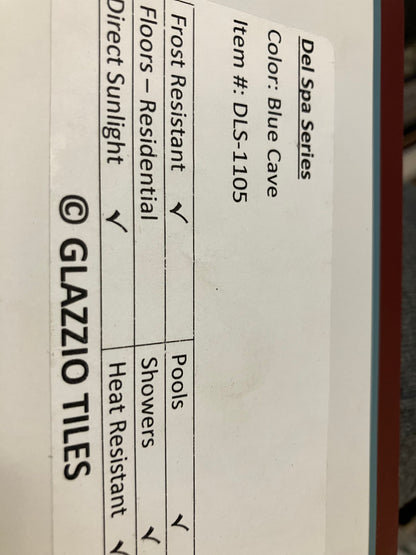 Del Spa Series
Color: Blue Cave
Item #: DLS-1105
Frost Resistant ✓ Pools ✓
Floors – Residential Showers ✓
Direct Sunlight ✓ Heat Resistant ✓
© GLAZZIO TILES